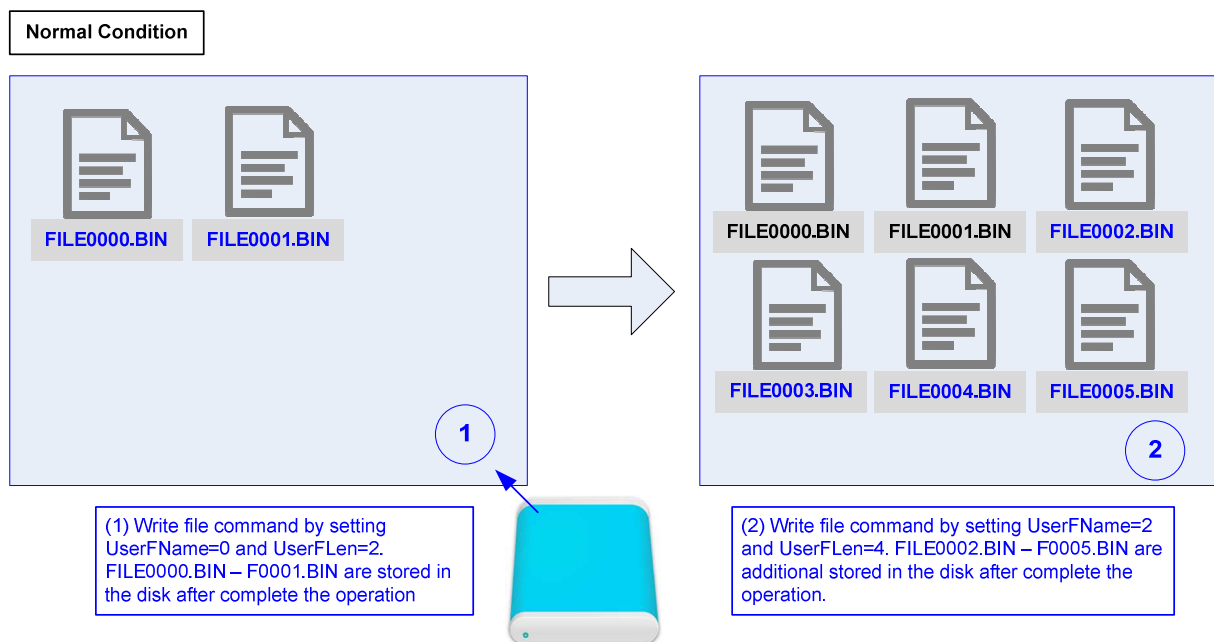 Normal Condition
FILE0000.BIN FILE0001.BIN
1
FILE0000.BIN FILE0001.BIN FILE0002.BIN
FILE0003.BIN FILE0004.BIN FILE0005.BIN
2
(1) Write file command by setting
UserFName=0 and UserFLen=2.
FILE0000.BIN – F0001.BIN are stored in
the disk after complete the operation
(2) Write file command by setting UserFName=2
and UserFLen=4. FILE0002.BIN – F0005.BIN are
additional stored in the disk after complete the
operation.